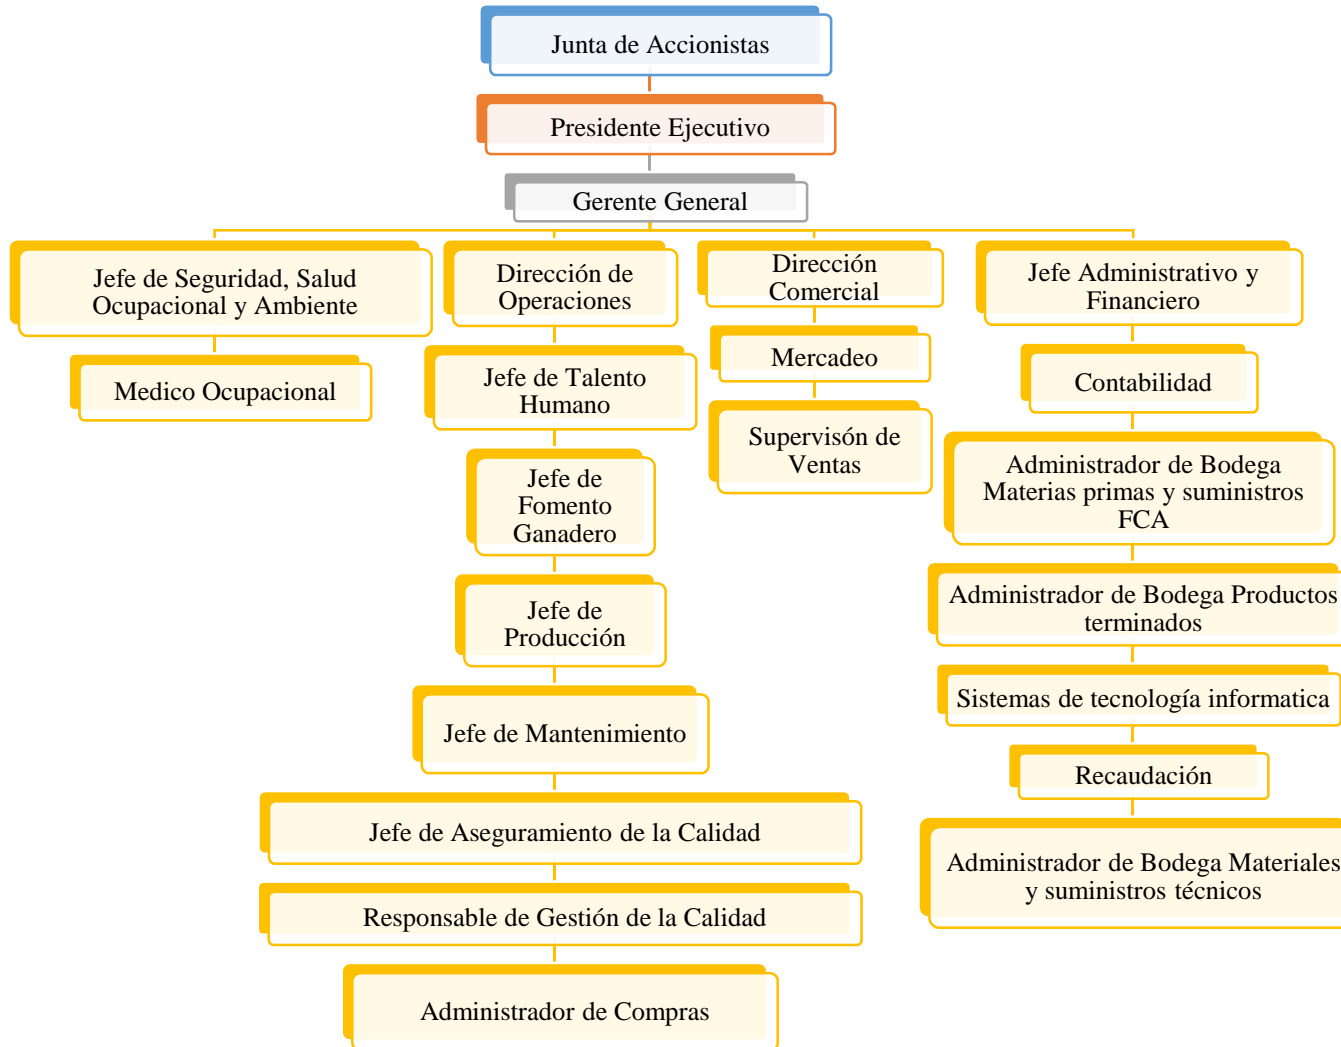 Junta de Accionistas
Presidente Ejecutivo
Gerente General
Jefe de Seguridad, Salud
Ocupacional y Ambiente
Medico Ocupacional
Dirección de
Operaciones
Jefe de Talento
Humano
Jefe de
Fomento
Ganadero
Jefe de
Producción
Jefe de Mantenimiento
Jefe de Aseguramiento de la Calidad
Responsable de Gestión de la Calidad
Administrador de Compras
Dirección
Comercial
Mercadeo
Supervisón de
Ventas
Jefe Administrativo y
Financiero
Contabilidad
Administrador de Bodega
Materias primas y suministros
FCA
Administrador de Bodega Productos
terminados
Sistemas de tecnología informatica
Recaudación
Administrador de Bodega Materiales
y suministros técnicos